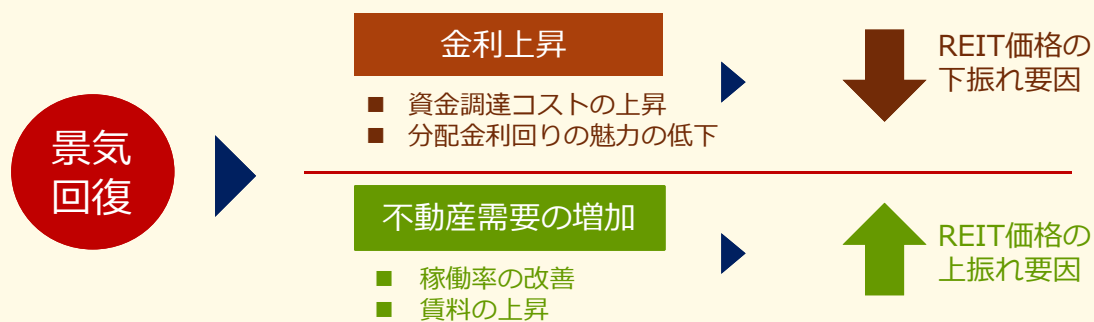 景気
回復
金利上昇
■ 資金調達コストの上昇
■ 分配金利回りの魅力の低下
REIT価格の
下振れ要因
不動産需要の増加
■ 稼働率の改善
■ 賃料の上昇
REIT価格の
上振れ要因